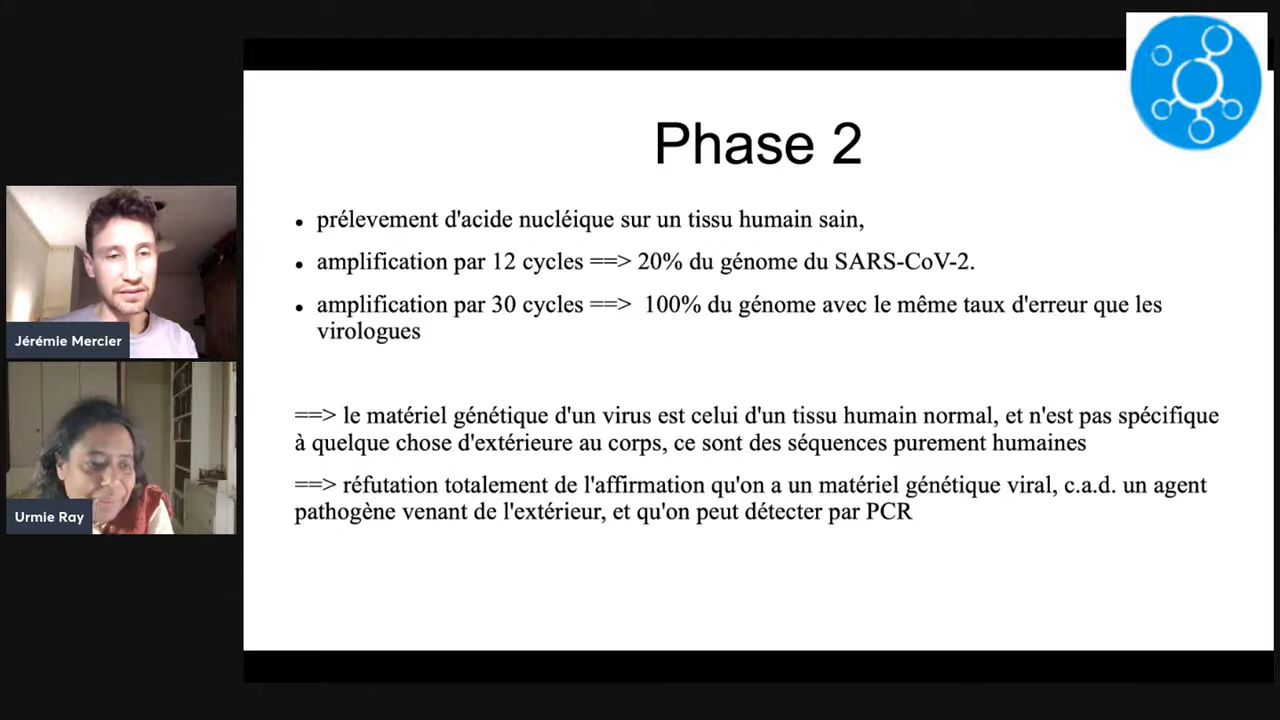 Phase 2
• prélevement d'acide nucléique sur un tissu humain sain,
• amplification par 12 cycles ==> 20% du génome du SARS-CoV-2.
• amplification par 30 cycles ==> 100% du génome avec le même taux d'erreur que les
virologues
==> le matériel génétique d'un virus est celui d'un tissu humain normal, et n'est pas spécifique
à quelque chose d'extérieure au corps, ce sont des séquences purement humaines
==> réfutation totalement de l'affirmation qu'on a un matériel génétique viral, c.a.d. un agent
pathogène venant de l'extérieur, et qu'on peut détecter par PCR
Jérémie Mercier
Urmie Ray